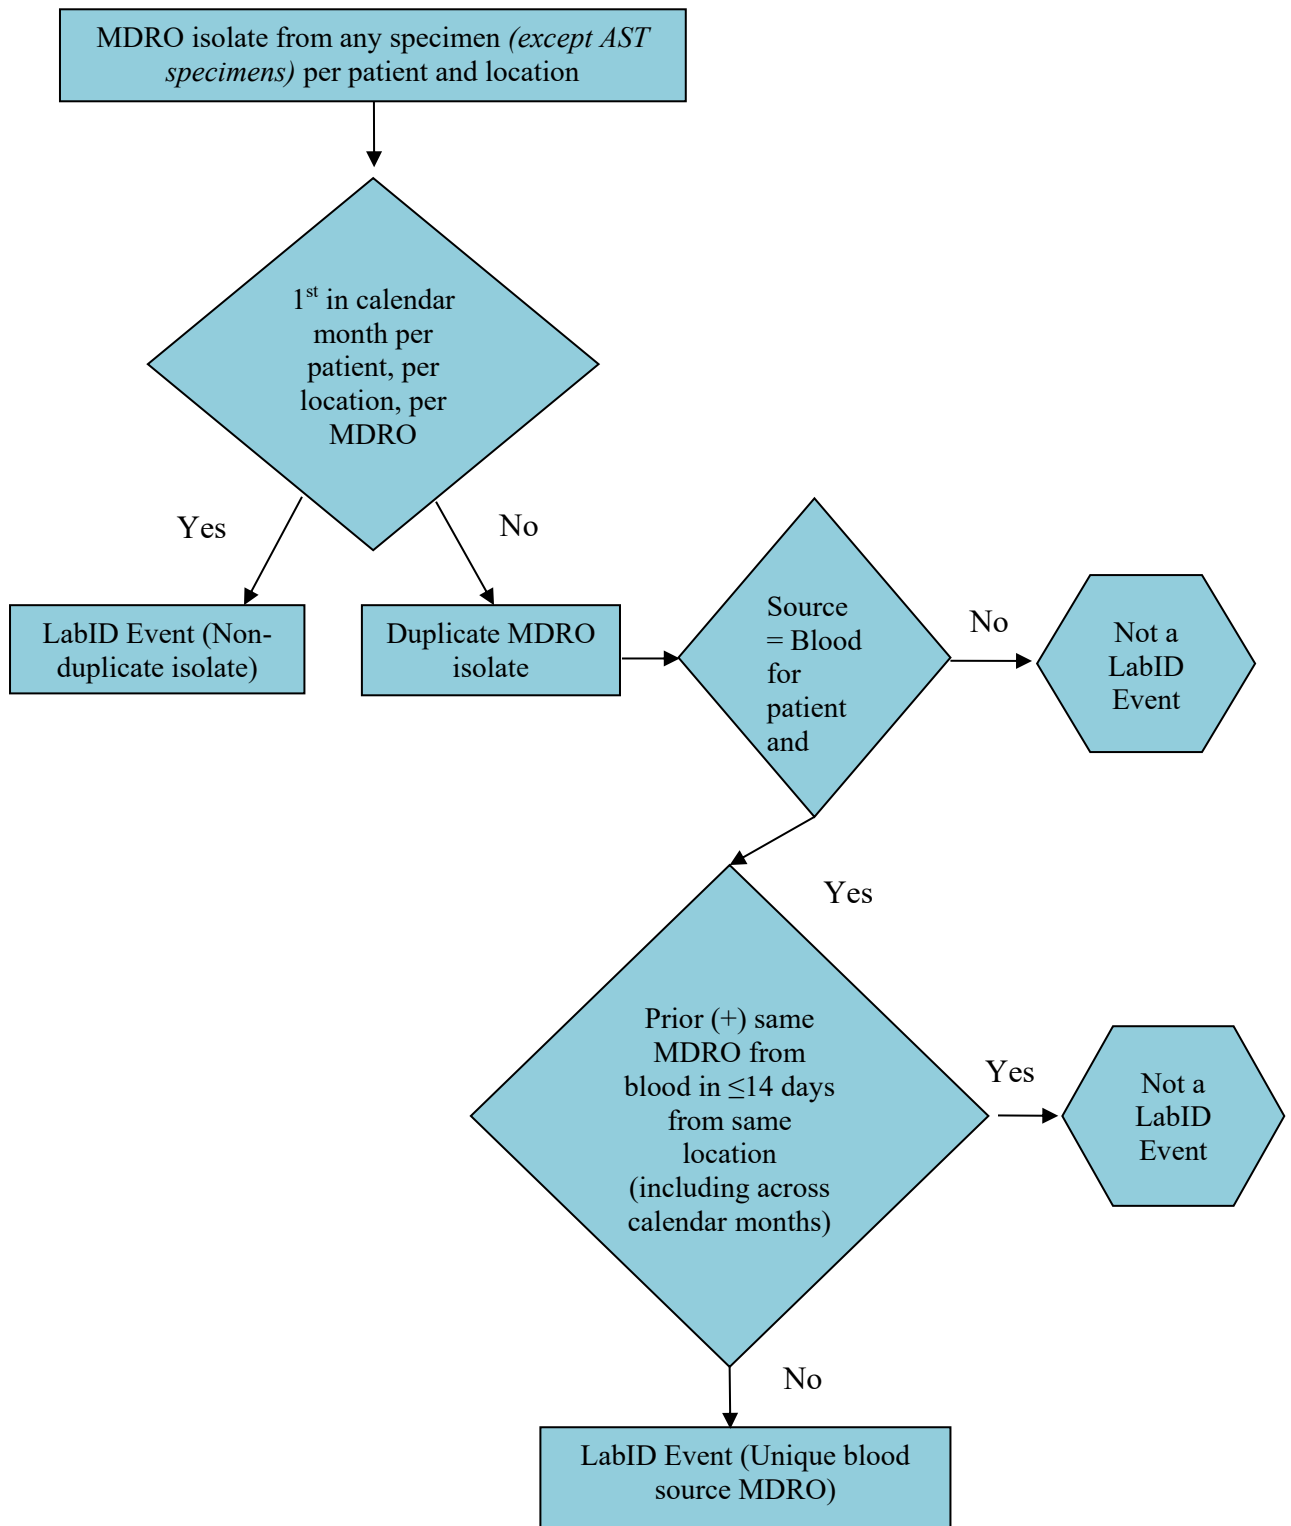 MDRO isolate from any specimen (except AST
specimens) per patient and location
1st in calendar
month per
patient, per
location, per
MDRO
Yes
No
LabID Event (Non-
duplicate isolate)
Duplicate MDRO
isolate
Source
= Blood
for
patient
and
No
Not a
LabID
Event
Yes
Prior (+) same
MDRO from
blood in ≤14 days
from same
location
(including across
calendar months)
Yes
Not a
LabID
Event
No
LabID Event (Unique blood
source MDRO)